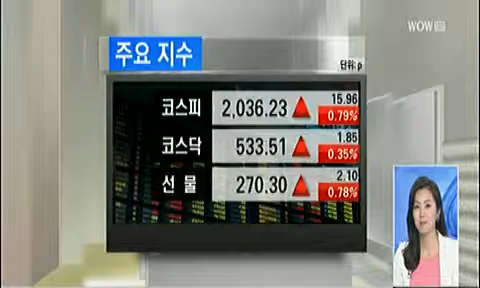 WOW
주요 지수
단위:p
코스피 2,036.23 ▲ 15.96 0.79%
코스닥 533.51 ▲ 1.85 0.35%
선물 270.30 ▲ 2.10 0.78%